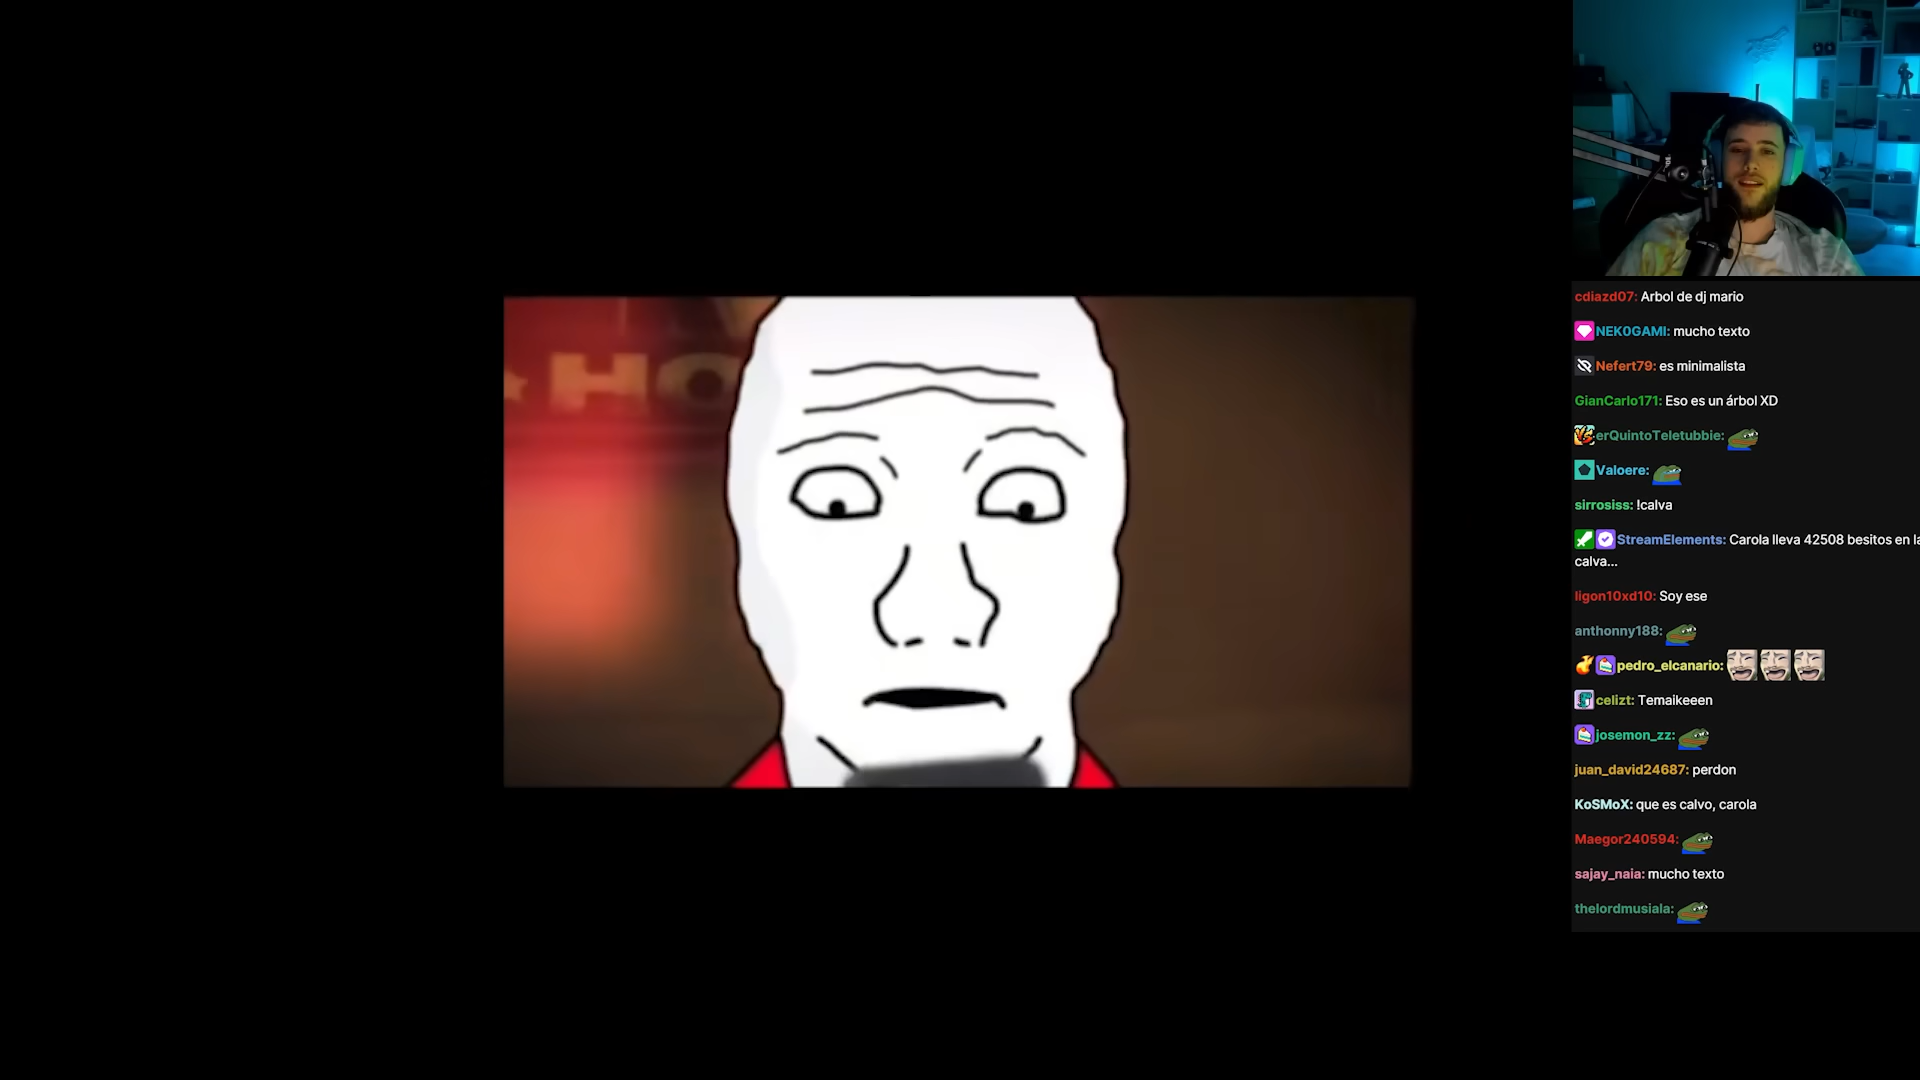 HO
cdiazd07: Arbol de dj mario
NEK0GAMI: mucho texto
Nefert79: es minimalista
GianCarlo171: Eso es un árbol XD
erQuintoTeletubbie:
Valoere:
sirrosiss: !calva
StreamElements: Carola lleva 42508 besitos en la
calva...
ligon10xd10: Soy ese
anthonny188:
pedro_elcanario:
celizt: Temaikeeen
josemon_zz:
juan_david24687: perdon
KoSMoX: que es calvo, carola
Maegor240594:
sajay_naia: mucho texto
thelordmusiala: